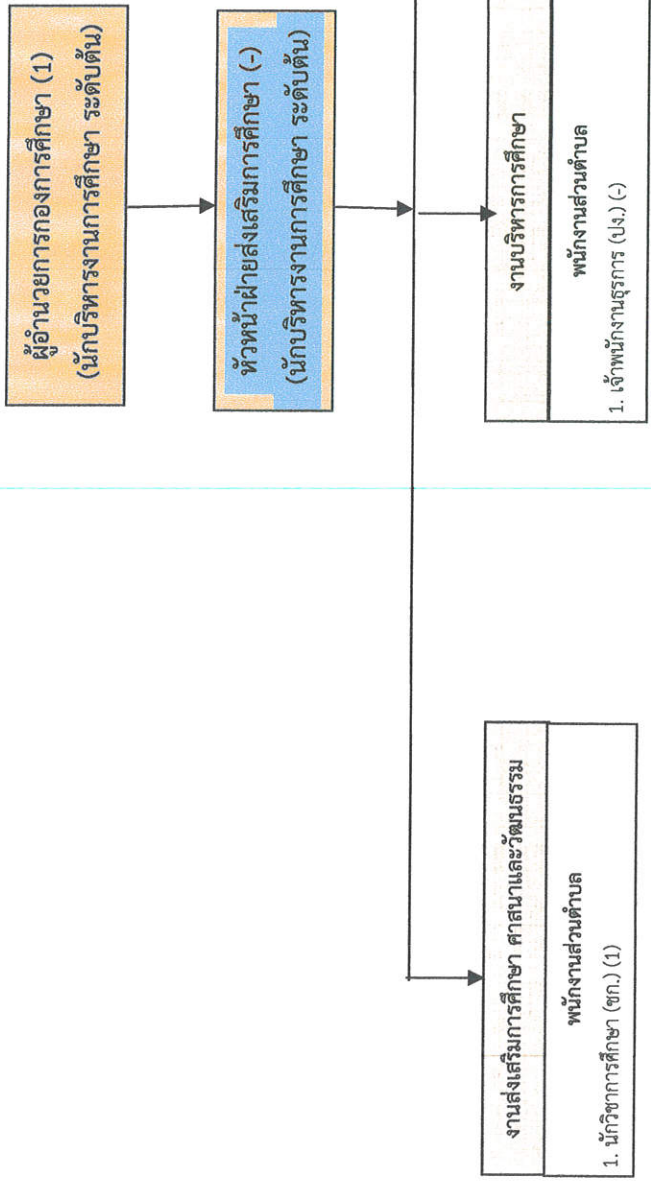 ผู้อำนวยการกองการศึกษา (1)
(นักบริหารงานการศึกษา ระดับต้น)
หัวหน้าฝ่ายส่งเสริมการศึกษา (-)
(นักบริหารงานการศึกษา ระดับต้น)
งานส่งเสริมการศึกษา ศาสนาและวัฒนธรรม
พนักงานส่วนตำบล
1. นักวิชาการศึกษา (ชก.) (1)
งานบริหารการศึกษา
พนักงานส่วนตำบล
1. เจ้าพนักงานธุรการ (ปง.) (-)